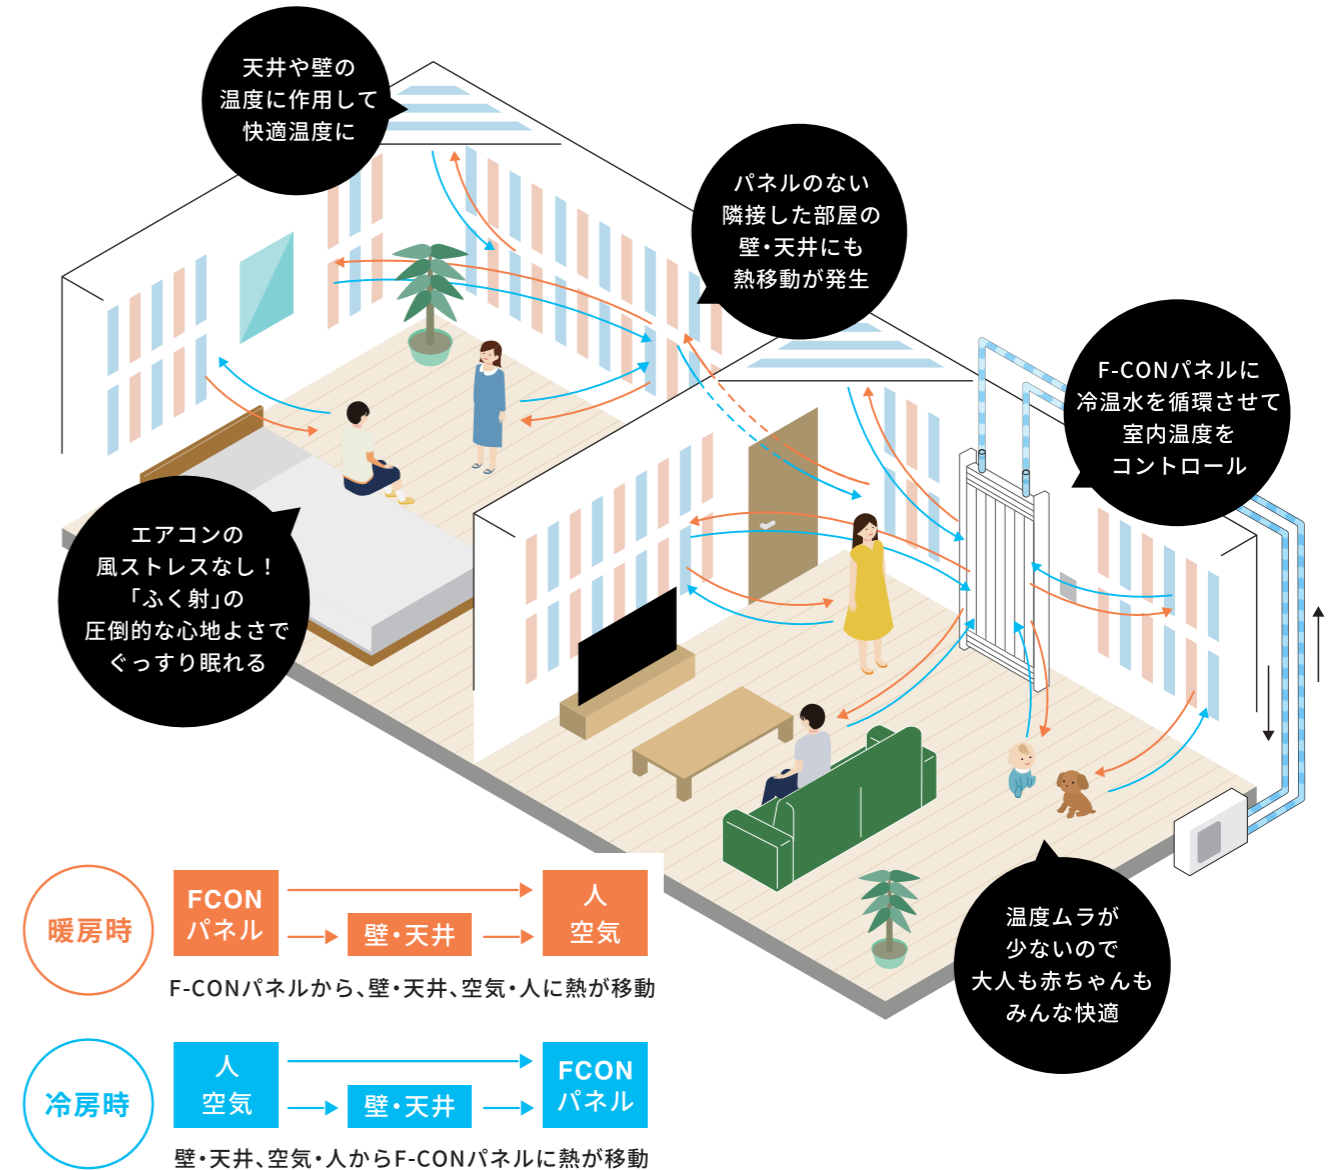 天井や壁の
温度に作用して
快適温度に
パネルのない
隣接した部屋の
壁・天井にも
熱移動が発生
F-CONパネルに
冷温水を循環させて
室内温度を
コントロール
エアコンの
風ストレスなし！
「ふく射」の
圧倒的な心地よさで
ぐっすり眠れる
温度ムラが
少ないので
大人も赤ちゃんも
みんな快適
暖房時
FCON
パネル
壁・天井
人
空気
F-CONパネルから、壁・天井、空気・人に熱が移動
冷房時
人
空気
壁・天井
FCON
パネル
壁・天井、空気・人からF-CONパネルに熱が移動